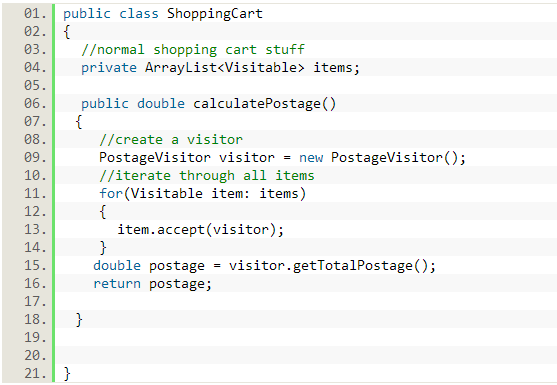 01. public class ShoppingCart
02. {
03. //normal shopping cart stuff
04. private ArrayList<Visitable> items;
05.
06. public double calculatePostage()
07. {
08. //create a visitor
09. PostageVisitor visitor = new PostageVisitor();
10. //iterate through all items
11. for(Visitable item: items)
12. {
13. item.accept(visitor);
14. }
15. double postage = visitor.getTotalPostage();
16. return postage;
17.
18. }
19.
20.
21. }